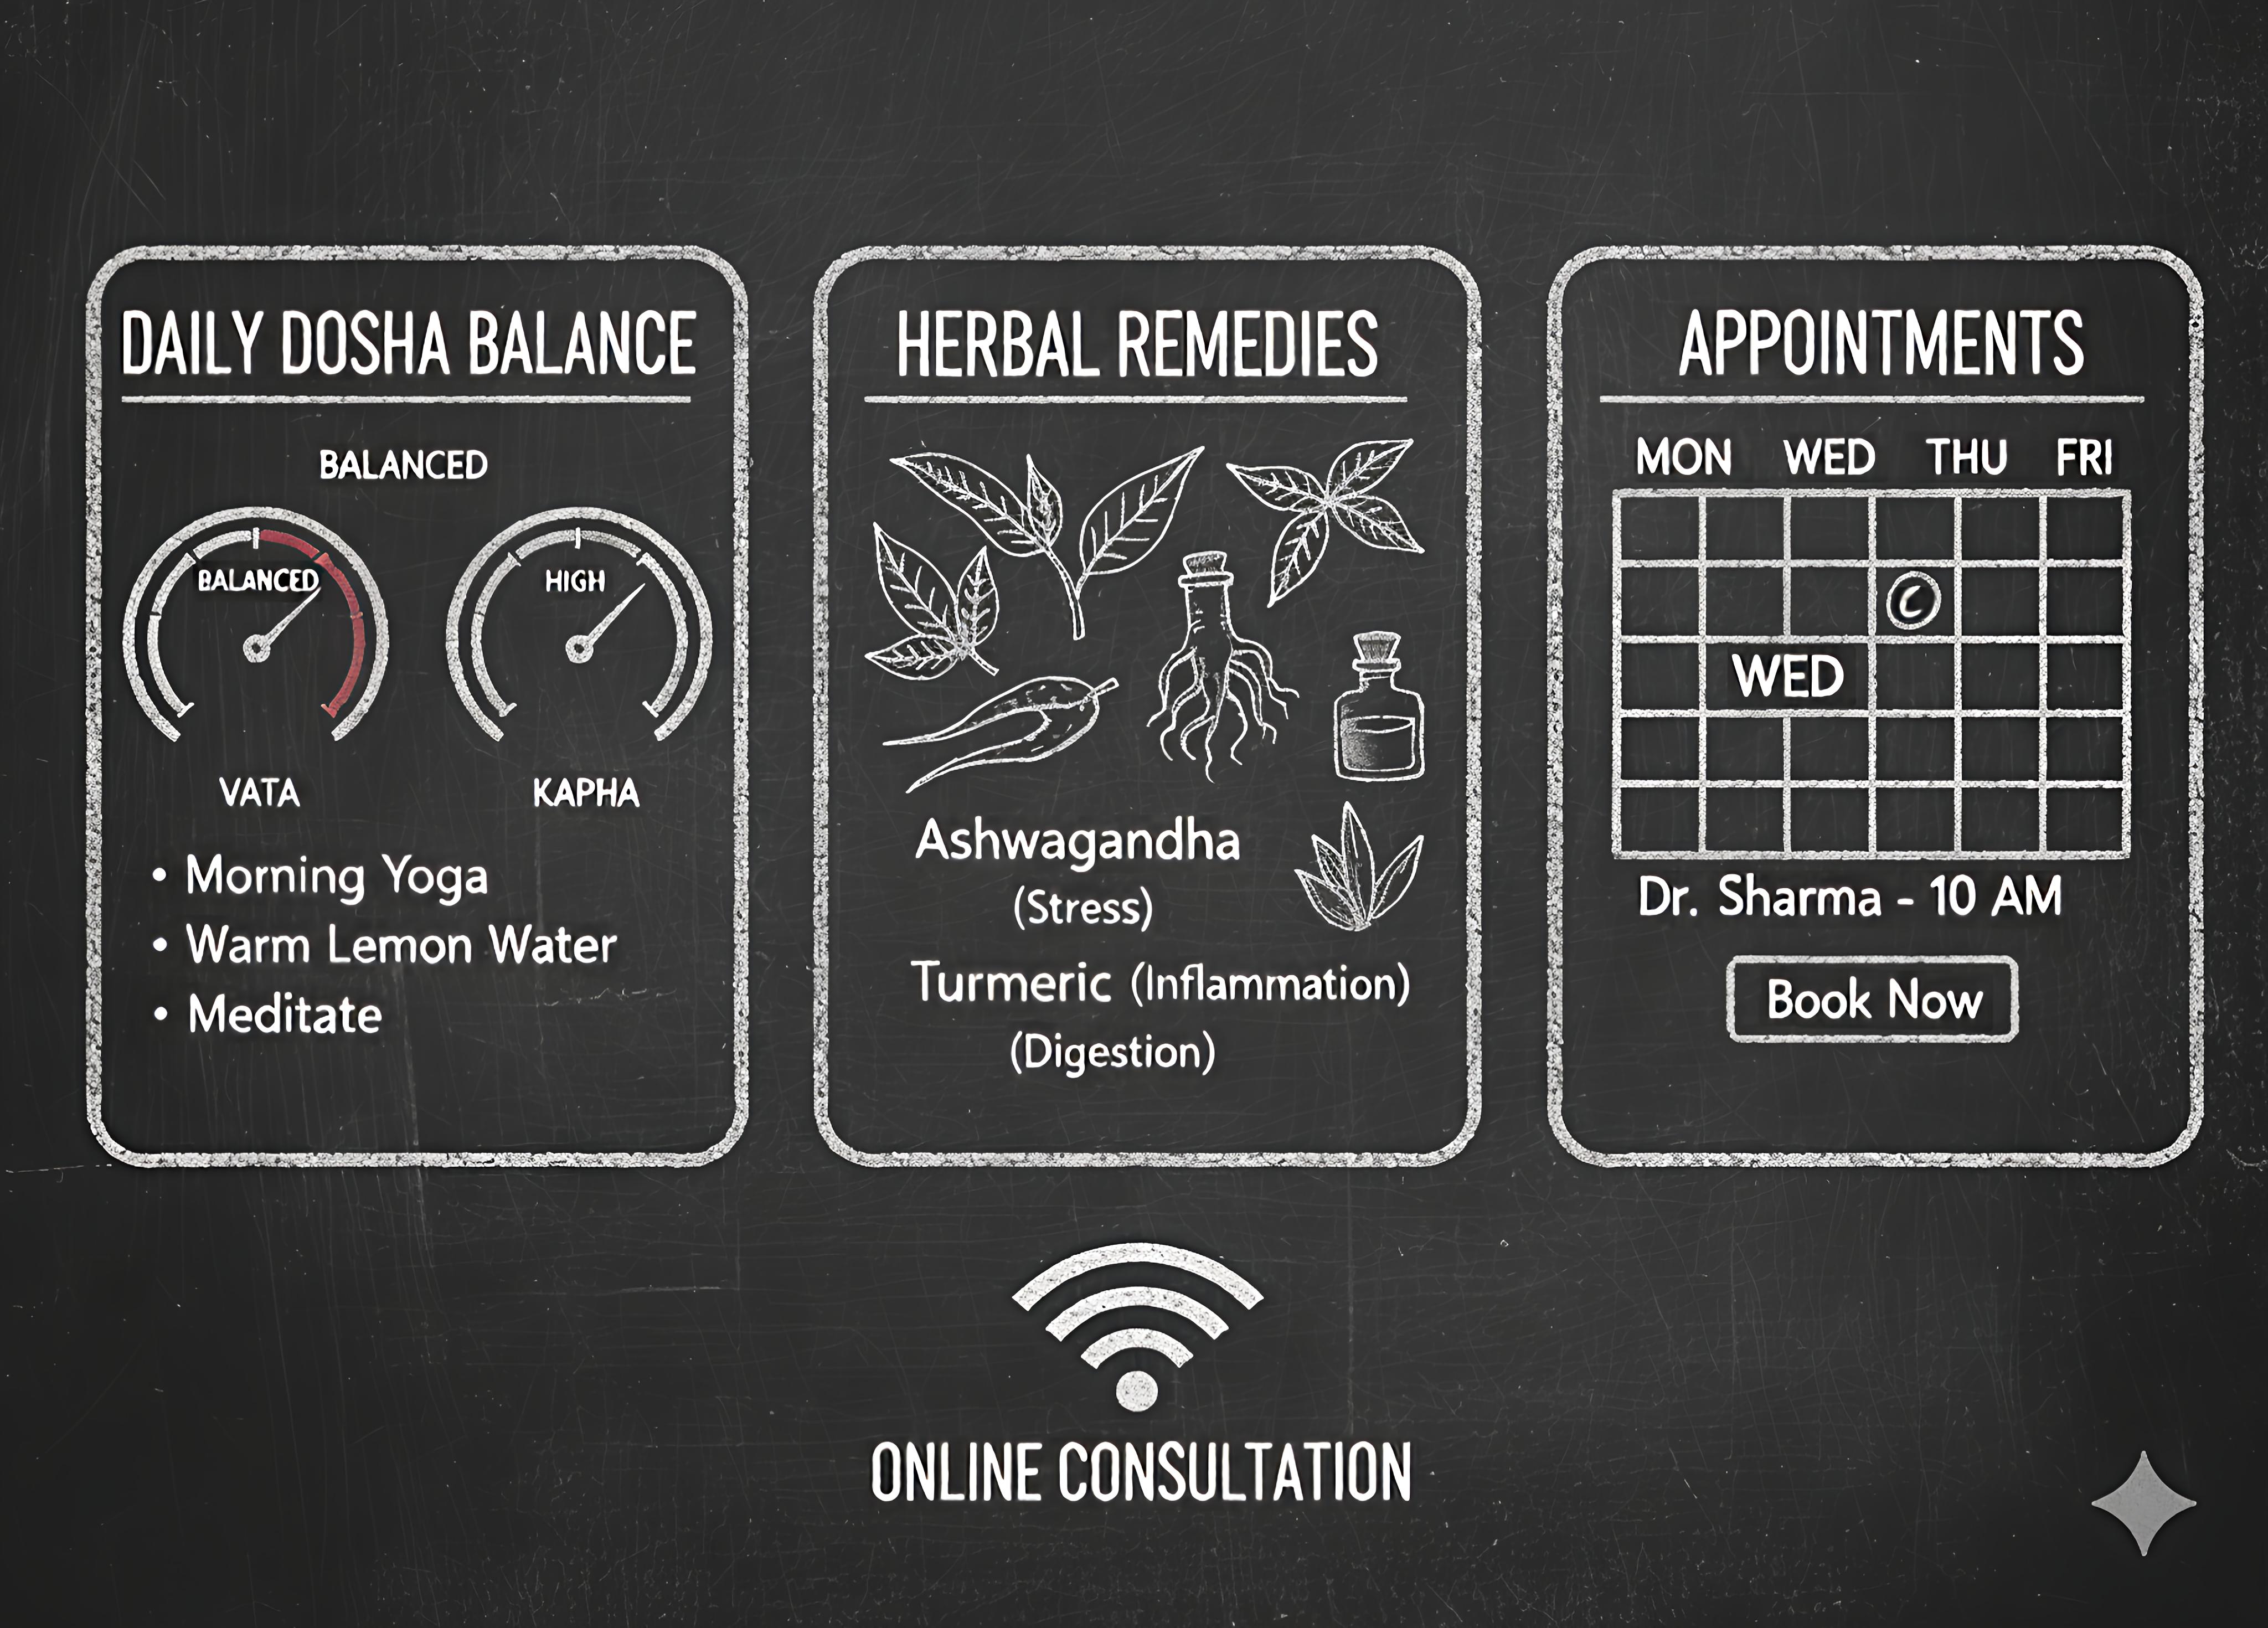 DAILY DOSHA BALANCE
BALANCED
BALANCED
HIGH
VATA
KAPHA
• Morning Yoga
• Warm Lemon Water
• Meditate
HERBAL REMEDIES
Ashwagandha
(Stress)
Turmeric (Inflammation)
(Digestion)
APPOINTMENTS
MON WED THU FRI
C
WED
Dr. Sharma - 10 AM
Book Now
ONLINE CONSULTATION